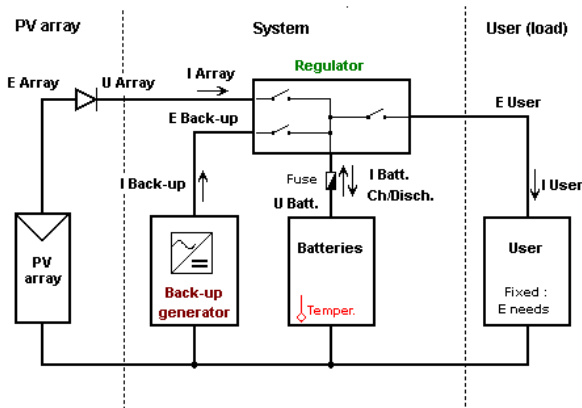 PV array
System
User (load)
Regulator
E Array
U Array
I Array
E Back-up
E User
I Back-up
Fuse
I Batt.
Ch/Disch.
U Batt.
I User
PV
array
Back-up
generator
Batteries
Temper.
User
Fixed :
E needs